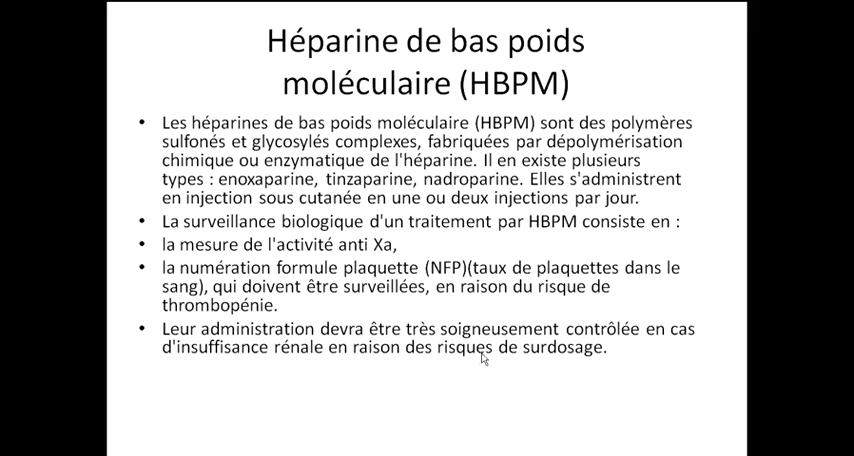 Héparine de bas poids
moléculaire (HBPM)
• Les héparines de bas poids moléculaire (HBPM) sont des polymères
sulfonés et glycosylés complexes, fabriquées par dépolymérisation
chimique ou enzymatique de l'héparine. Il en existe plusieurs
types : enoxaparine, tinzaparine, nadroparine. Elles s'administrent
en injection sous cutanée en une ou deux injections par jour.
• La surveillance biologique d'un traitement par HBPM consiste en :
• la mesure de l'activité anti Xa,
• la numération formule plaquette (NFP)(taux de plaquettes dans le
sang), qui doivent être surveillées, en raison du risque de
thrombopénie.
• Leur administration devra être très soigneusement contrôlée en cas
d'insuffisance rénale en raison des risques de surdosage.